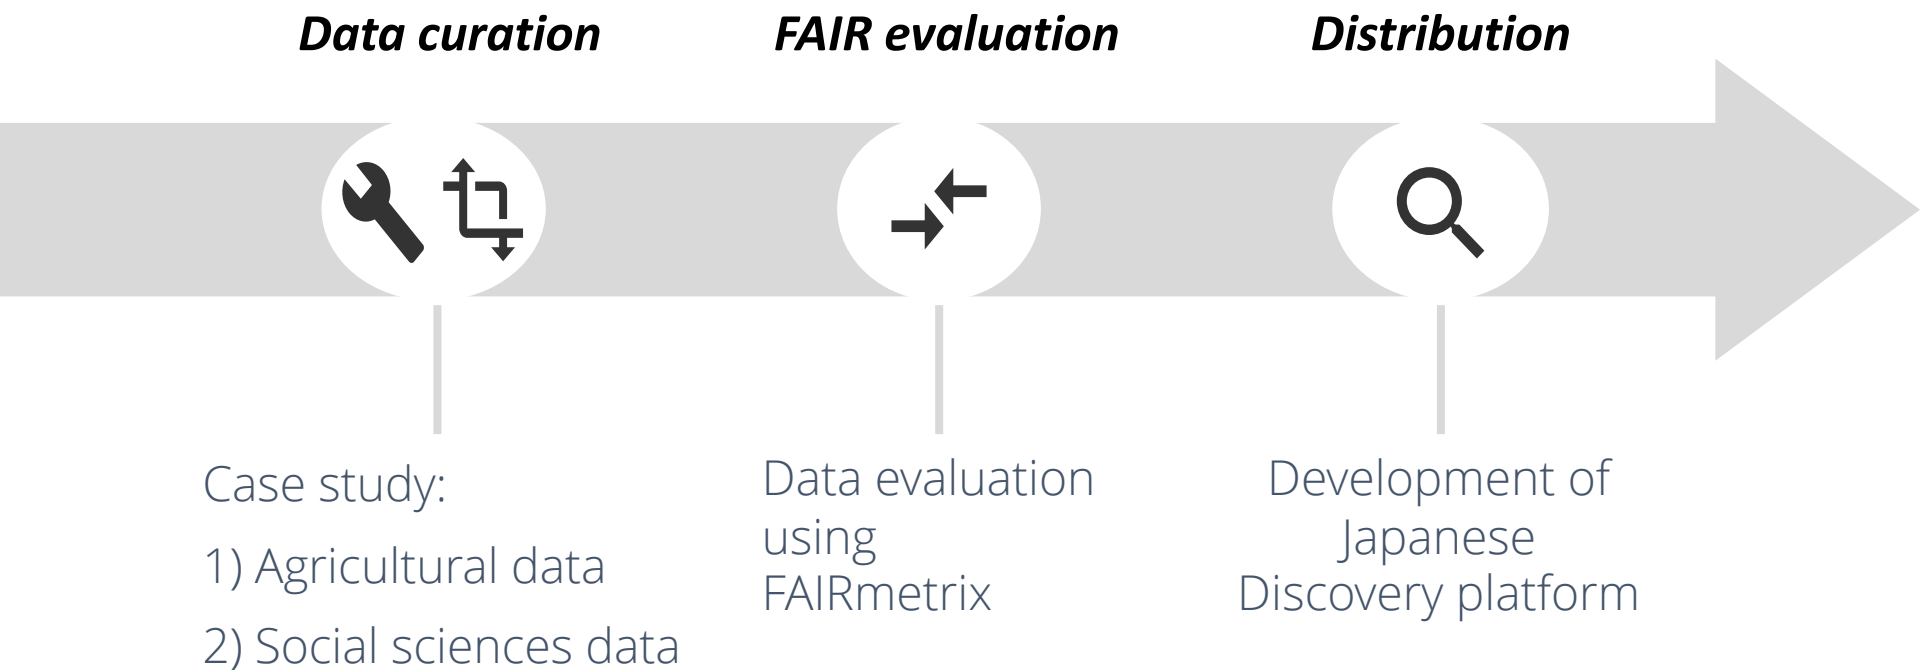 Data curation
FAIR evaluation
Distribution
Case study:
1) Agricultural data
2) Social sciences data
Data evaluation
using
FAIRmetrix
Development of
Japanese
Discovery platform